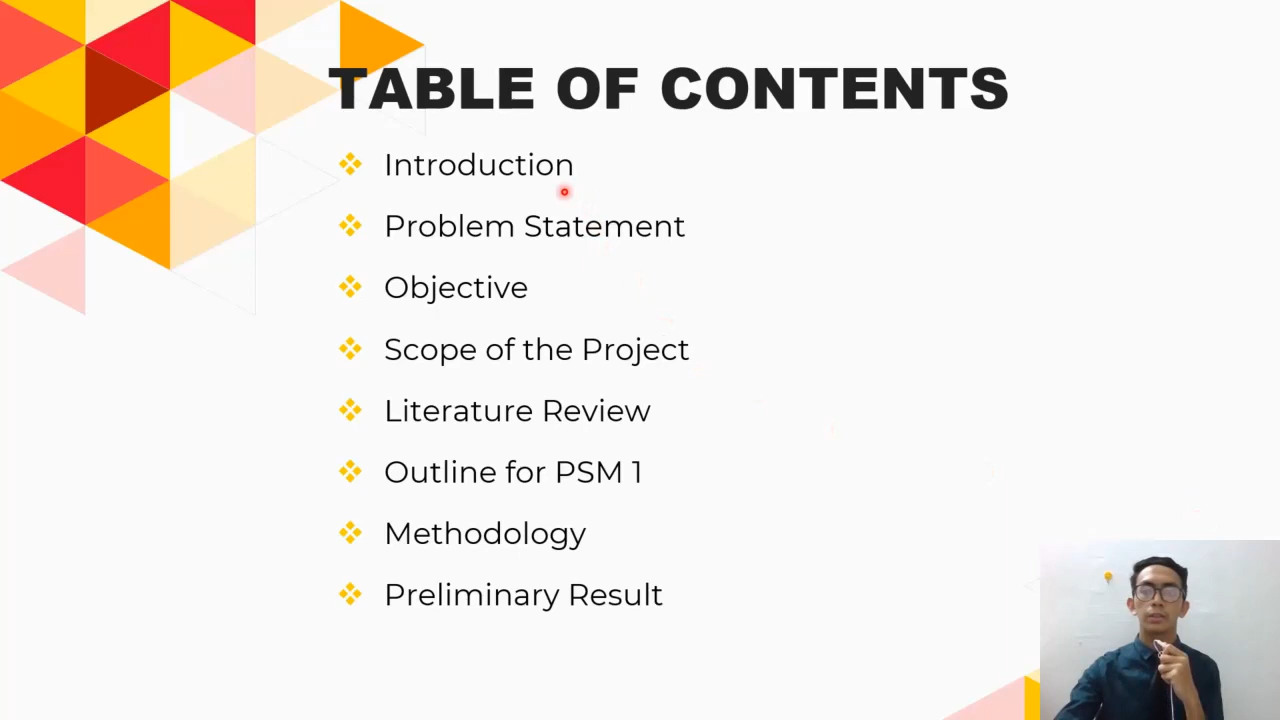 TABLE OF CONTENTS
Introduction
Problem Statement
Objective
Scope of the Project
Literature Review
Outline for PSM 1
Methodology
Preliminary Result